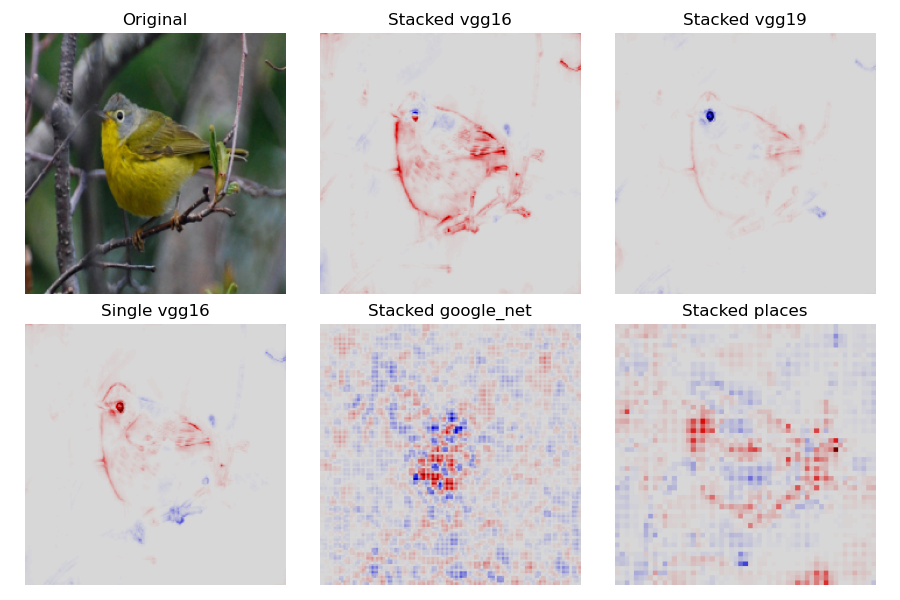 Original
Stacked vgg16
Stacked vgg19
Single vgg16
Stacked google_net
Stacked places